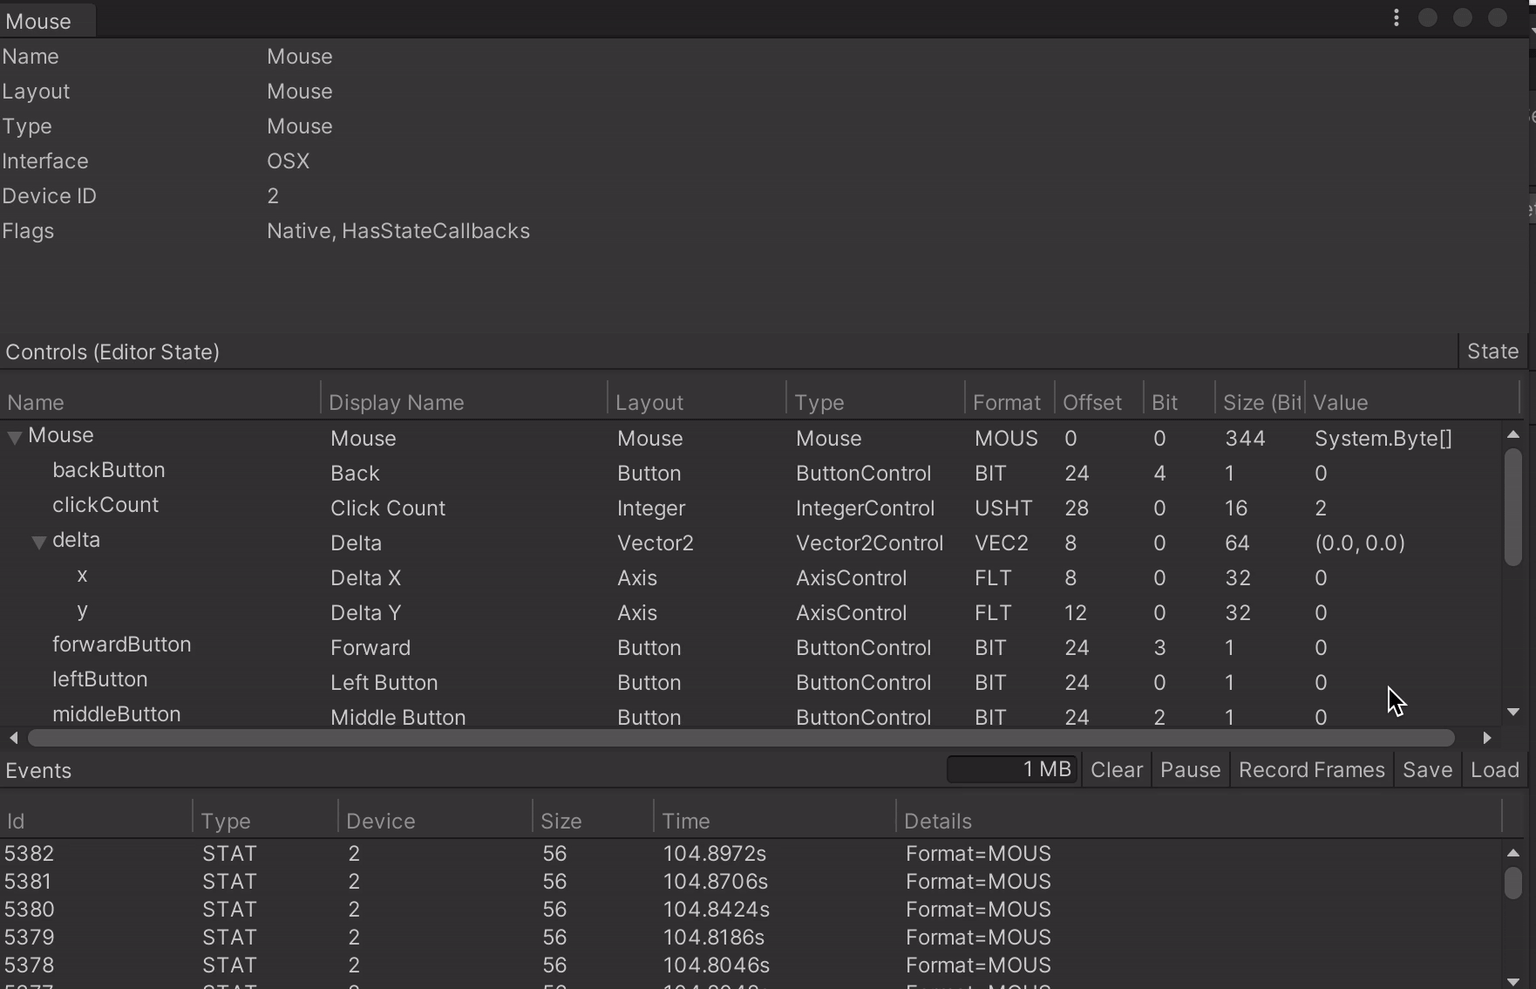 Mouse
Name Mouse
Layout Mouse
Type Mouse
Interface OSX
Device ID 2
Flags Native, HasStateCallbacks
Controls (Editor State) State
Name Display Name Layout Type Format Offset Bit Size (Bit Value
Mouse Mouse Mouse Mouse MOUS 0 0 344 System.Byte[]
backButton Back Button ButtonControl BIT 24 4 1 0
clickCount Click Count Integer IntegerControl USHT 28 0 16 2
delta Delta Vector2 Vector2Control VEC2 8 0 64 (0.0, 0.0)
x Delta X Axis AxisControl FLT 8 0 32 0
y Delta Y Axis AxisControl FLT 12 0 32 0
forwardButton Forward Button ButtonControl BIT 24 3 1 0
leftButton Left Button Button ButtonControl BIT 24 0 1 0
middleButton Middle Button Button ButtonControl BIT 24 2 1 0
Events 1 MB Clear Pause Record Frames Save Load
Id Type Device Size Time Details
5382 STAT 2 56 104.8972s Format=MOUS
5381 STAT 2 56 104.8706s Format=MOUS
5380 STAT 2 56 104.8424s Format=MOUS
5379 STAT 2 56 104.8186s Format=MOUS
5378 STAT 2 56 104.8046s Format=MOUS